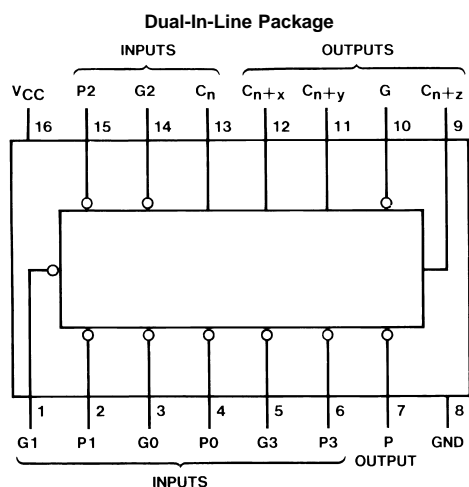 Dual-In-Line Package
INPUTS OUTPUTS
VCC P2 G2 Cn Cn+x Cn+y G Cn+z
16 15 14 13 12 11 10 9
1 2 3 4 5 6 7 8
G1 P1 G0 P0 G3 P3 P GND
INPUTS OUTPUT